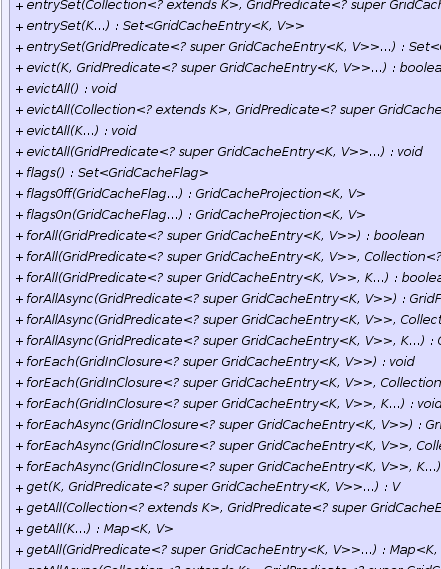 + entrySet(Collection<? extends K>, GridPredicate<? super GridCach
+ entrySet(K...) : Set<GridCacheEntry<K, V>>
+ entrySet(GridPredicate<? super GridCacheEntry<K, V>>...) : Set<
+ evict(K, GridPredicate<? super GridCacheEntry<K, V>>...) : boolea
+ evictAll() : void
+ evictAll(Collection<? extends K>, GridPredicate<? super GridCache
+ evictAll(K...) : void
+ evictAll(GridPredicate<? super GridCacheEntry<K, V>>...) : void
+ flags() : Set<GridCacheFlag>
+ flagsOff(GridCacheFlag...) : GridCacheProjection<K, V>
+ flagsOn(GridCacheFlag...) : GridCacheProjection<K, V>
+ forAll(GridPredicate<? super GridCacheEntry<K, V>>) : boolean
+ forAll(GridPredicate<? super GridCacheEntry<K, V>>, Collection<?
+ forAll(GridPredicate<? super GridCacheEntry<K, V>>, K...) : boolea
+ forAllAsync(GridPredicate<? super GridCacheEntry<K, V>>) : GridF
+ forAllAsync(GridPredicate<? super GridCacheEntry<K, V>>, Collect
+ forAllAsync(GridPredicate<? super GridCacheEntry<K, V>>, K...) :
+ forEach(GridInClosure<? super GridCacheEntry<K, V>>) : void
+ forEach(GridInClosure<? super GridCacheEntry<K, V>>, Collection
+ forEach(GridInClosure<? super GridCacheEntry<K, V>>, K...) : void
+ forEachAsync(GridInClosure<? super GridCacheEntry<K, V>>) : Gri
+ forEachAsync(GridInClosure<? super GridCacheEntry<K, V>>, Colle
+ forEachAsync(GridInClosure<? super GridCacheEntry<K, V>>, K...)
+ get(K, GridPredicate<? super GridCacheEntry<K, V>>...) : V
+ getAll(Collection<? extends K>, GridPredicate<? super GridCacheE
+ getAll(K...) : Map<K, V>
+ getAll(GridPredicate<? super GridCacheEntry<K, V>>...) : Map<K,